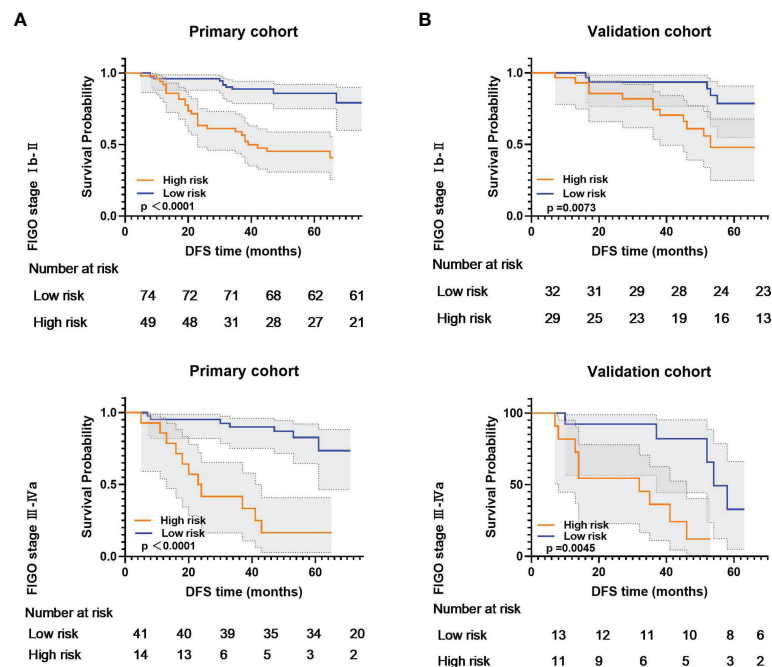 A
Primary cohort
FIGO stage Ⅰb-Ⅱ
Survival Probability
1.0
0.5
0.0
High risk
Low risk
p <0.0001
0 20 40 60
DFS time (months)
Number at risk
Low risk 74 72 71 68 62 61
High risk 49 48 31 28 27 21
Primary cohort
FIGO stage Ⅲ-Ⅳa
Survival Probability
1.0
0.5
0.0
High risk
Low risk
p <0.0001
0 20 40 60
DFS time (months)
Number at risk
Low risk 41 40 39 35 34 20
High risk 14 13 6 5 3 2
B
Validation cohort
FIGO stage Ⅰb-Ⅱ
Survival Probability
1.0
0.5
0.0
High risk
Low risk
p =0.0073
0 20 40 60
DFS time (months)
Number at risk
Low risk 32 31 29 28 24 23
High risk 29 25 23 19 16 13
Validation cohort
FIGO stage Ⅲ-Ⅳa
Survival Probability
100
50
0
High risk
Low risk
p =0.0045
0 20 40 60
DFS time (months)
Number at risk
Low risk 13 12 11 10 8 6
High risk 11 9 6 5 3 2